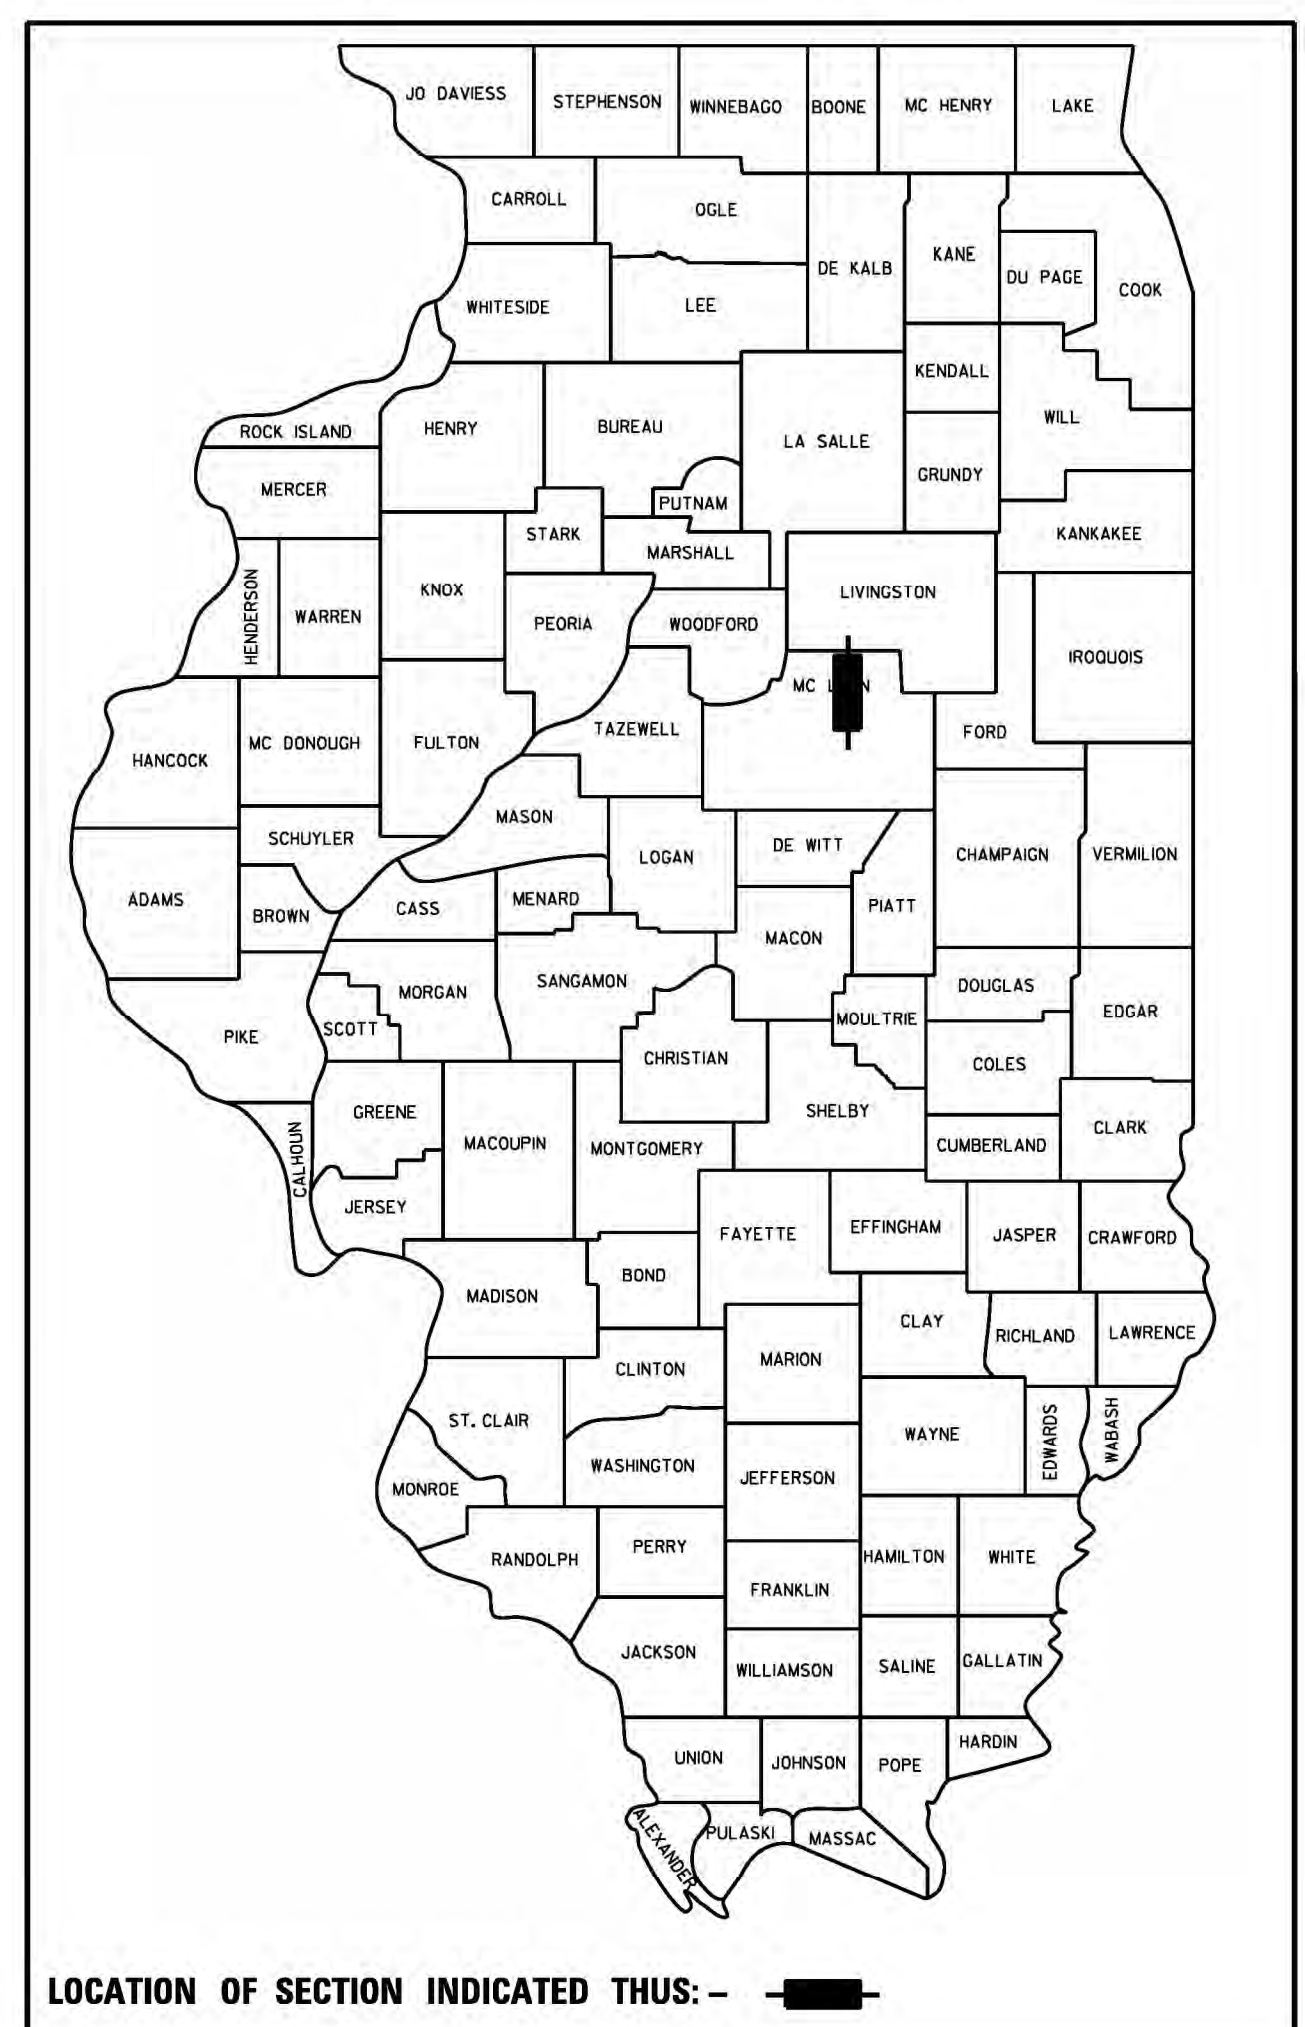 JO DAVIESS
STEPHENSON
WINNEBAGO
BOONE
MC HENRY
LAKE
CARROLL
OGLE
DE KALB
KANE
DU PAGE
COOK
WHITESIDE
LEE
KENDALL
WILL
ROCK ISLAND
HENRY
BUREAU
LA SALLE
GRUNDY
MERCER
PUTNAM
STARK
MARSHALL
KANKAKEE
HENDERSON
WARREN
KNOX
PEORIA
WOODFORD
LIVINGSTON
IROQUOIS
MC
HANCOCK
MC DONOUGH
FULTON
TAZEWELL
FORD
MASON
SCHUYLER
LOGAN
DE WITT
CHAMPAIGN
VERMILION
ADAMS
BROWN
CASS
MENARD
PIATT
MACON
MORGAN
SANGAMON
DOUGLAS
EDGAR
PIKE
SCOTT
MOULTRIE
CHRISTIAN
COLES
GREENE
SHELBY
CALHOUN
MACOUPIN
MONTGOMERY
CUMBERLAND
CLARK
JERSEY
FAYETTE
EFFINGHAM
JASPER
CRAWFORD
MADISON
BOND
CLAY
RICHLAND
LAWRENCE
CLINTON
MARION
ST. CLAIR
WAYNE
EDWARDS
WABASH
WASHINGTON
JEFFERSON
MONROE
RANDOLPH
PERRY
HAMILTON
WHITE
FRANKLIN
JACKSON
WILLIAMSON
SALINE
GALLATIN
UNION
JOHNSON
POPE
HARDIN
ALEXANDER
PULASKI
MASSAC
LOCATION OF SECTION INDICATED THUS: –